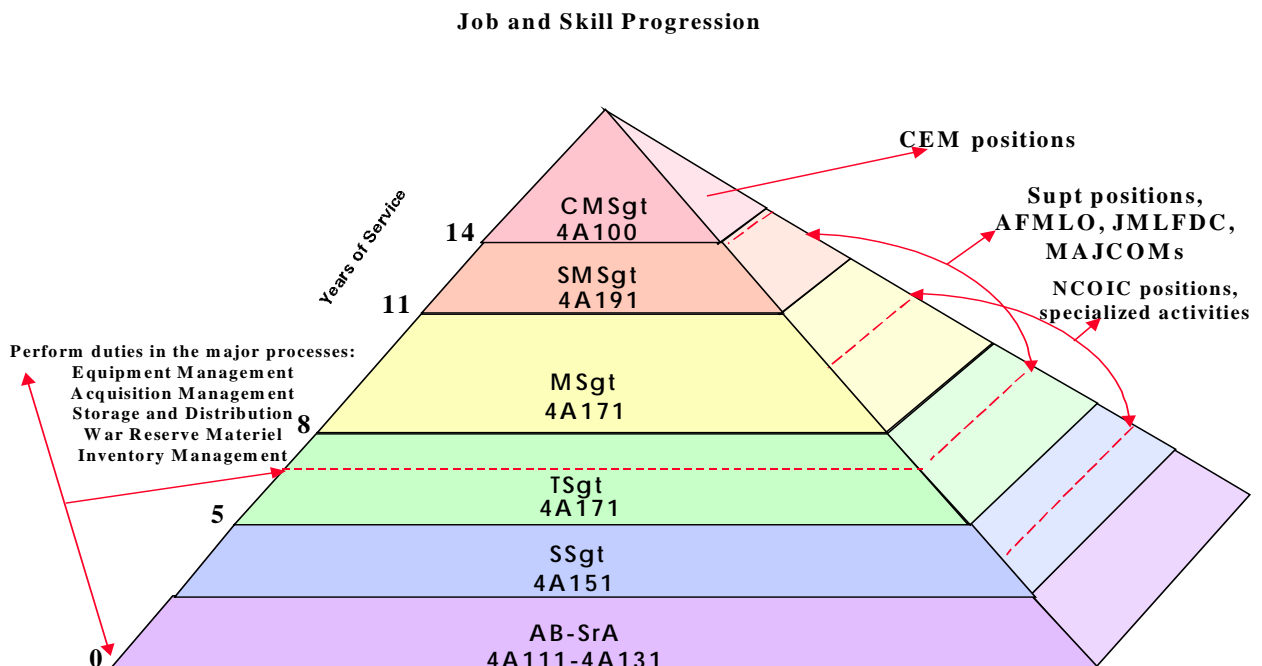 Job and Skill Progression
CEM positions
Supt positions,
AFMLO, JMLFDC,
MAJCOMs
NCOIC positions,
specialized activities
Years of Service
14
11
8
5
0
Perform duties in the major processes:
Equipment Management
Acquisition Management
Storage and Distribution
War Reserve Materiel
Inventory Management
CMSgt
4A100
SMSgt
4A191
MSgt
4A171
TSgt
4A171
SSgt
4A151
AB-SrA
4A111-4A131